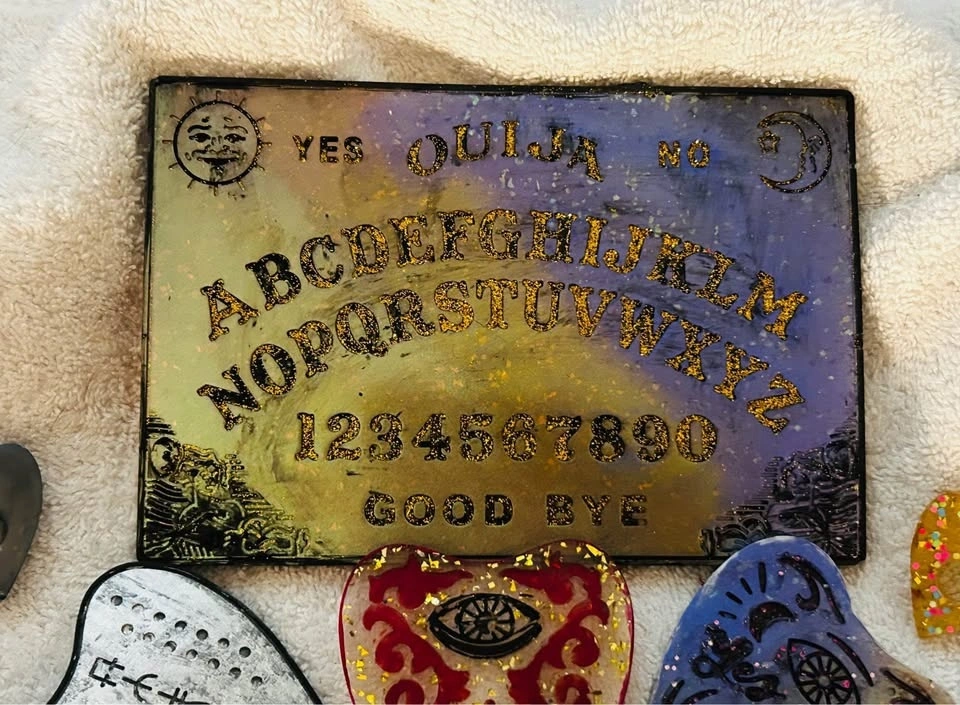 YES OUIJA NO
ABCDEFGHIJKLM
NOPQRSTUVWXYZ
1234567890
GOOD BYE